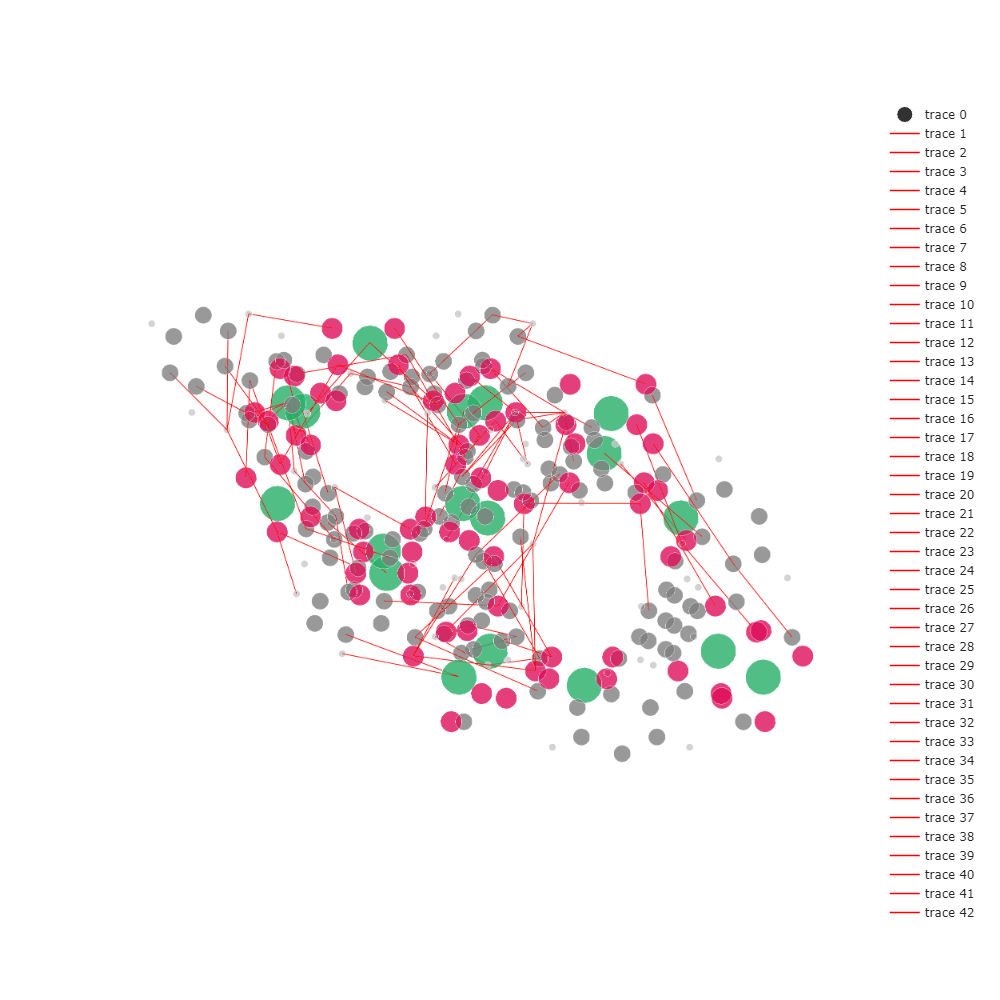 trace 0
trace 1
trace 2
trace 3
trace 4
trace 5
trace 6
trace 7
trace 8
trace 9
trace 10
trace 11
trace 12
trace 13
trace 14
trace 15
trace 16
trace 17
trace 18
trace 19
trace 20
trace 21
trace 22
trace 23
trace 24
trace 25
trace 26
trace 27
trace 28
trace 29
trace 30
trace 31
trace 32
trace 33
trace 34
trace 35
trace 36
trace 37
trace 38
trace 39
trace 40
trace 41
trace 42